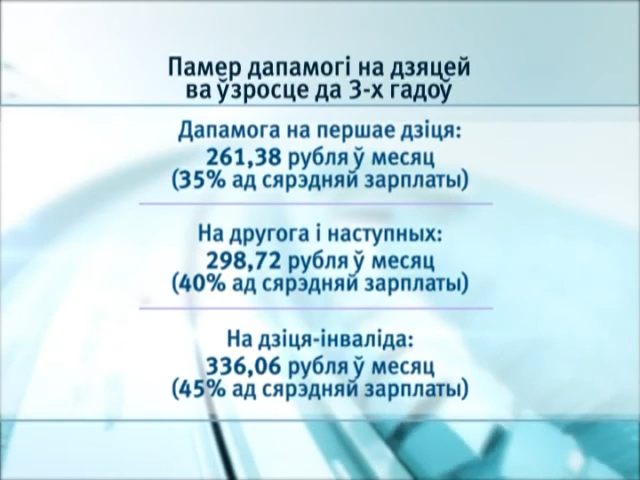 Памер дапамогі на дзяцей
ва ўзросце да 3-х гадоў
Дапамога на першае дзіця:
261,38 рубля ў месяц
(35% ад сярэдняй зарплаты)
На другога і наступных:
298,72 рубля ў месяц
(40% ад сярэдняй зарплаты)
На дзіця-інваліда:
336,06 рубля ў месяц
(45% ад сярэдняй зарплаты)